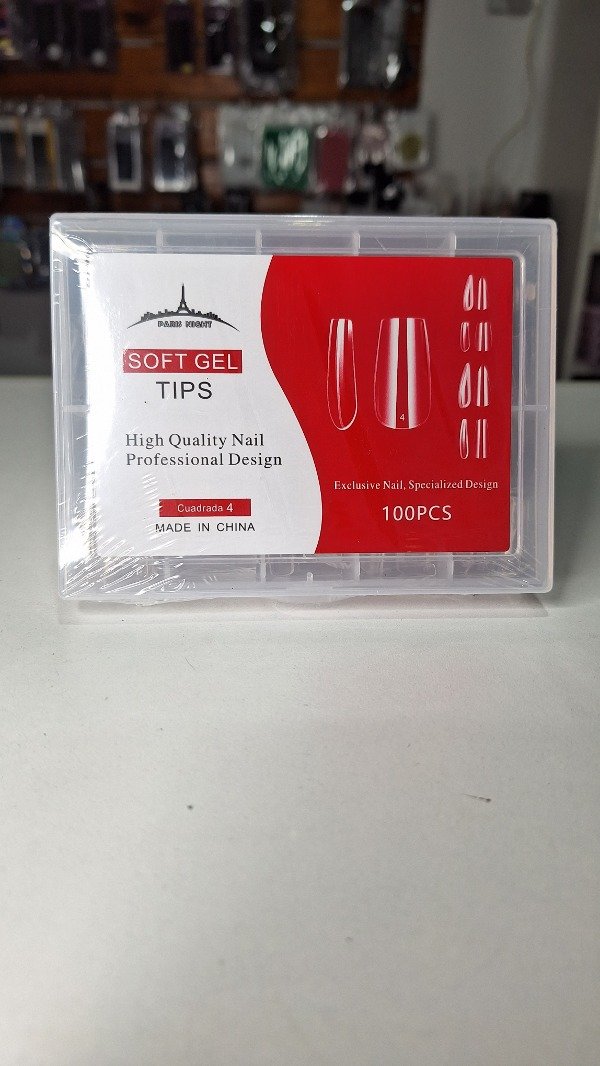 PARIS NIGHT
SOFT GEL
TIPS
High Quality Nail
Professional Design
Cuadrada 4
MADE IN CHINA
4
Exclusive Nail, Specialized Design
100PCS